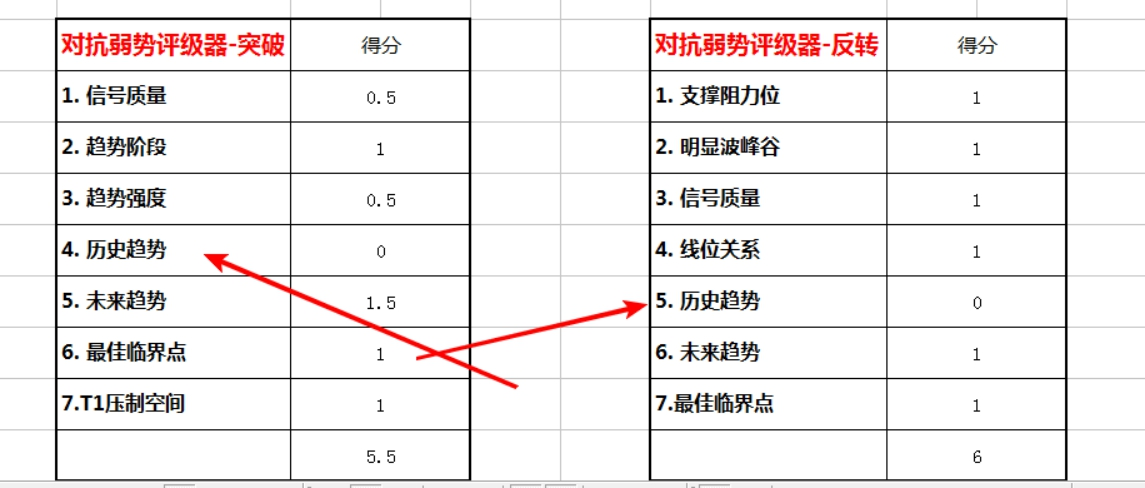 对抗弱势评级器-突破 得分
1. 信号质量 0.5
2. 趋势阶段 1
3. 趋势强度 0.5
4. 历史趋势 0
5. 未来趋势 1.5
6. 最佳临界点 1
7.T1压制空间 1
5.5
对抗弱势评级器-反转 得分
1. 支撑阻力位 1
2. 明显波峰谷 1
3. 信号质量 1
4. 线位关系 1
5. 历史趋势 0
6. 未来趋势 1
7.最佳临界点 1
6